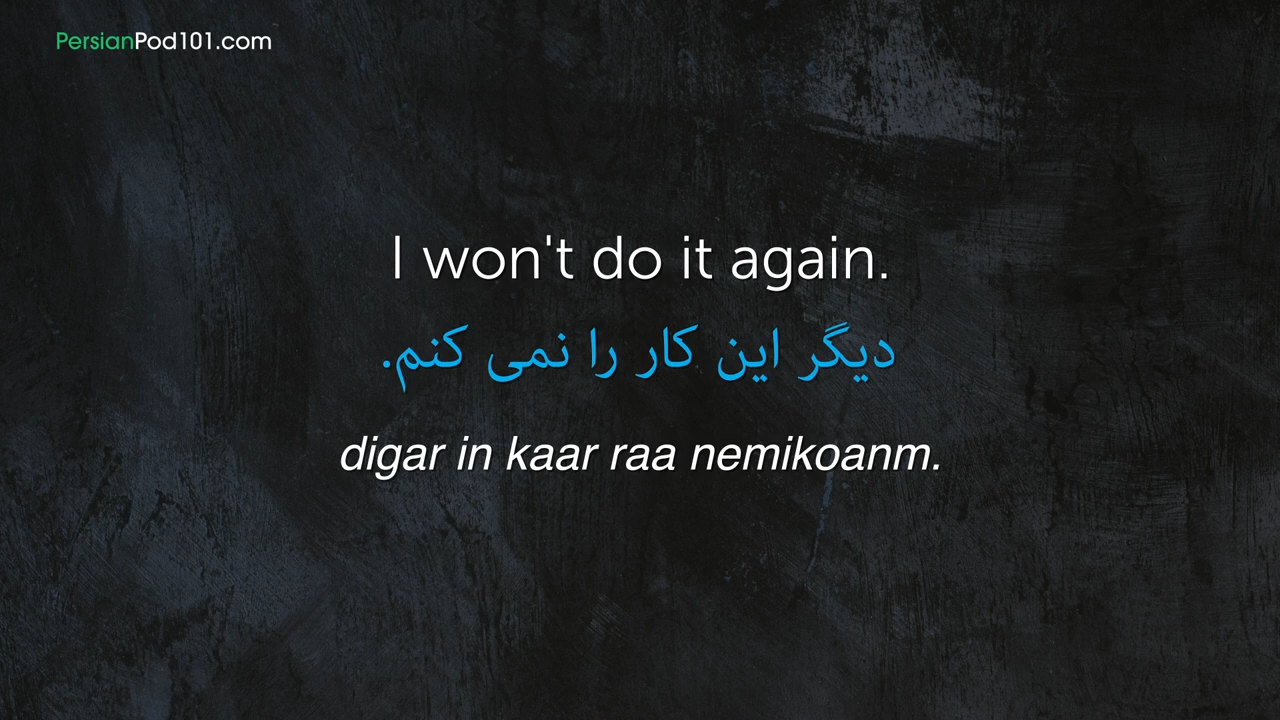 PersianPod101.com
I won't do it again.
دیگر این کار را نمی کنم.
digar in kaar raa nemikoanm.